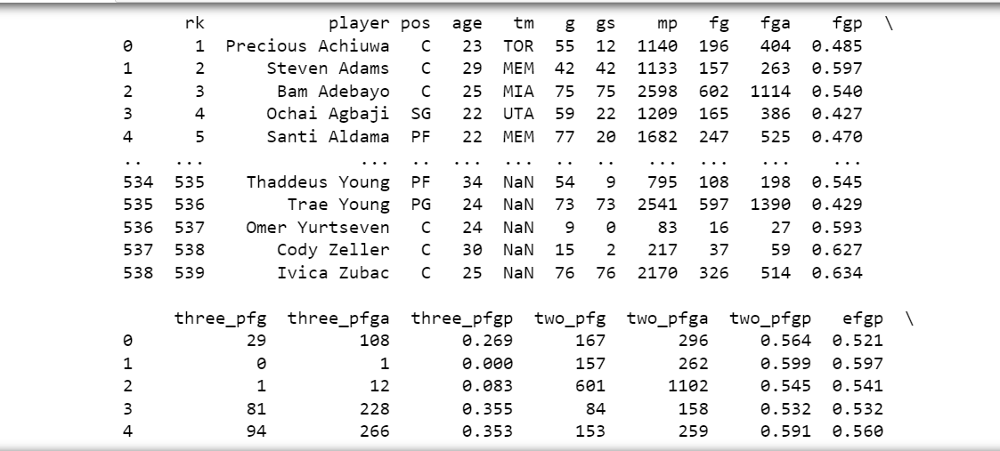 rk player pos age tm g gs mp fg fga fgp \
0 1 Precious Achiuwa C 23 TOR 55 12 1140 196 404 0.485
1 2 Steven Adams C 29 MEM 42 42 1133 157 263 0.597
2 3 Bam Adebayo C 25 MIA 75 75 2598 602 1114 0.540
3 4 Ochai Agbaji SG 22 UTA 59 22 1209 165 386 0.427
4 5 Santi Aldama PF 22 MEM 77 20 1682 247 525 0.470
.. ... ... .. ... ... .. .. ... ... ... ...
534 535 Thaddeus Young PF 34 NaN 54 9 795 108 198 0.545
535 536 Trae Young PG 24 NaN 73 73 2541 597 1390 0.429
536 537 Omer Yurtseven C 24 NaN 9 0 83 16 27 0.593
537 538 Cody Zeller C 30 NaN 15 2 217 37 59 0.627
538 539 Ivica Zubac C 25 NaN 76 76 2170 326 514 0.634
three_pfg three_pfga three_pfgp two_pfg two_pfga two_pfgp efgp \
0 29 108 0.269 167 296 0.564 0.521
1 0 1 0.000 157 262 0.599 0.597
2 1 12 0.083 601 1102 0.545 0.541
3 81 228 0.355 84 158 0.532 0.532
4 94 266 0.353 153 259 0.591 0.560